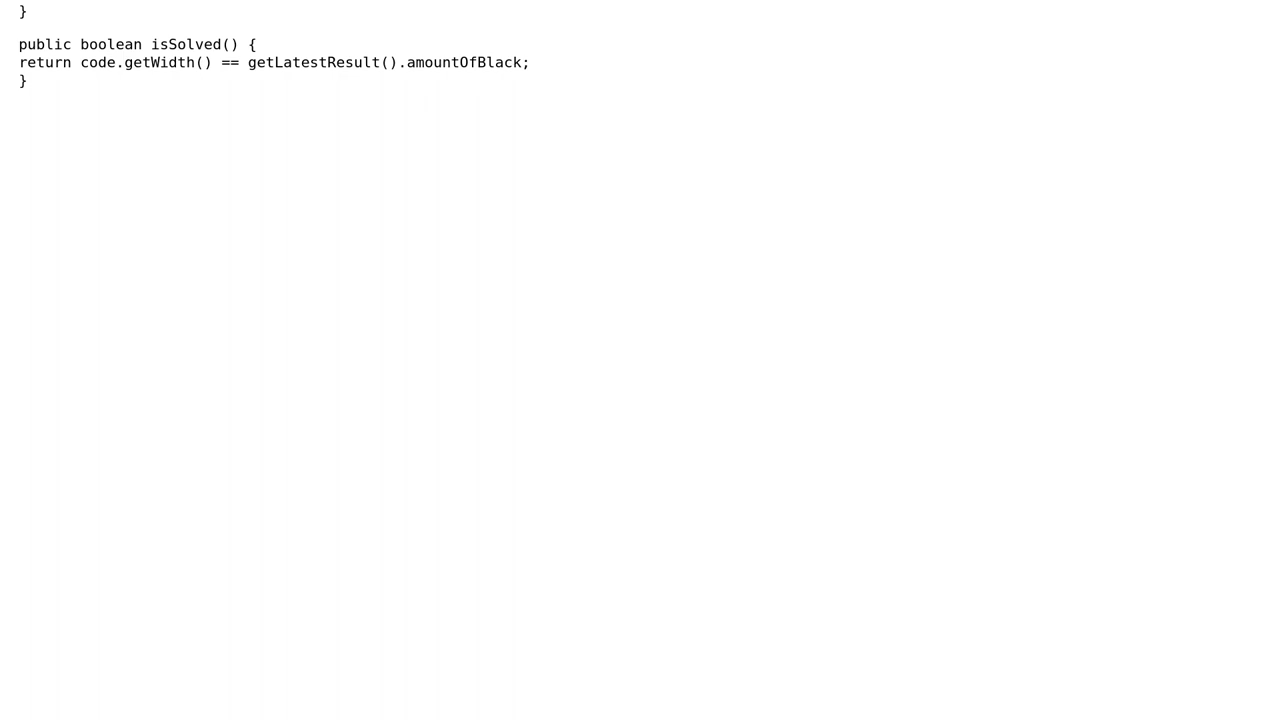 }
public boolean isSolved() {
return code.getWidth() == getLatestResult().amountOfBlack;
}